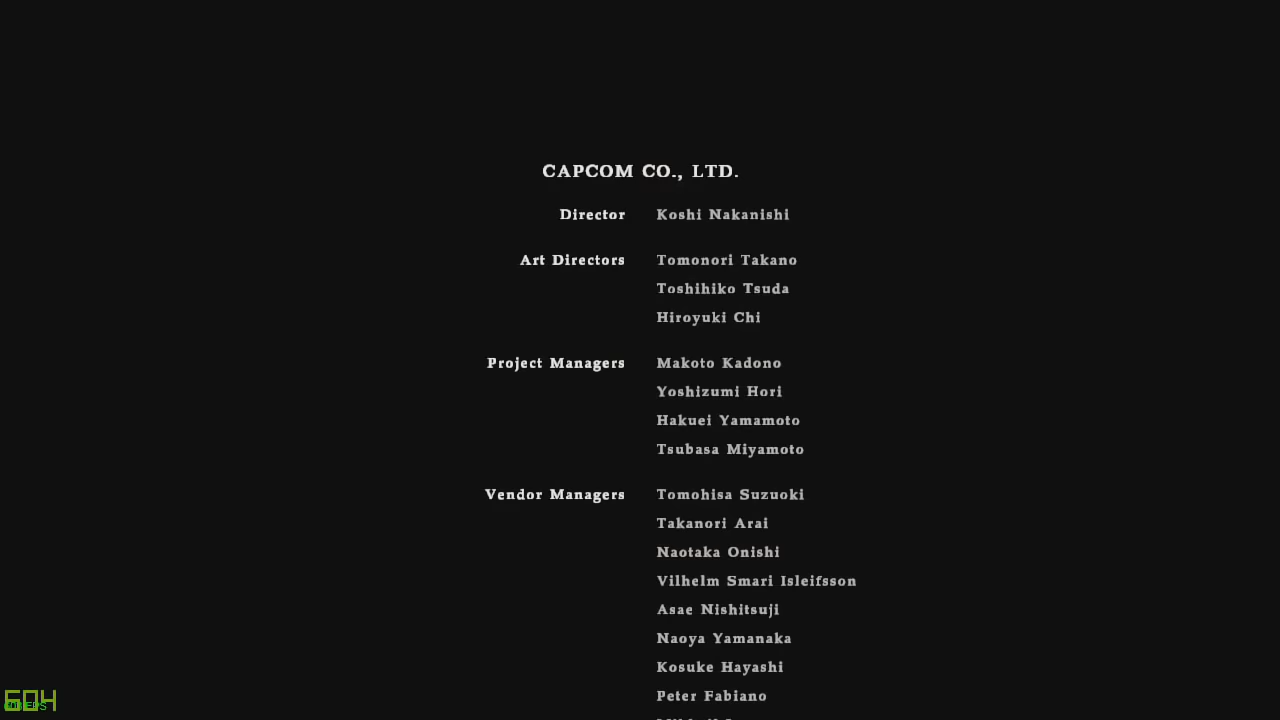 CAPCOM CO., LTD.
Director Koshi Nakanishi
Art Directors Tomonori Takano
Toshihiko Tsuda
Hiroyuki Chi
Project Managers Makoto Kadono
Yoshizumi Hori
Hakuei Yamamoto
Tsubasa Miyamoto
Vendor Managers Tomohisa Suzuoki
Takanori Arai
Naotaka Onishi
Vilhelm Smari Isleifsson
Asae Nishitsuji
Naoya Yamanaka
Kosuke Hayashi
Peter Fabiano
604